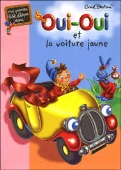 Enid Blyton
Oui-Oui
et
la voiture jaune